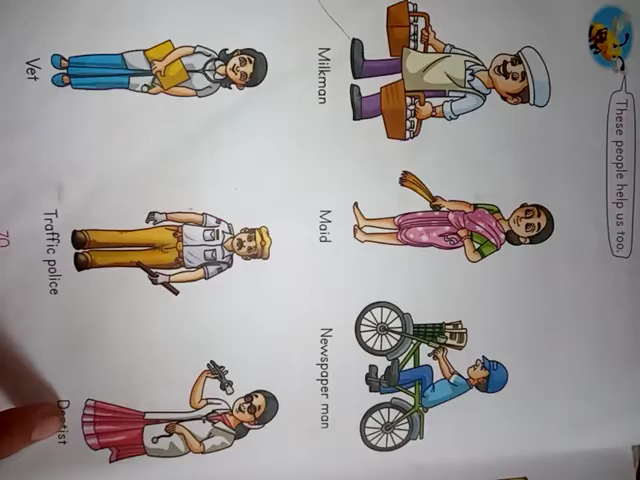 These people help us too.
Milkman
Maid
Newspaper man
Vet
Traffic police
Dentist
70